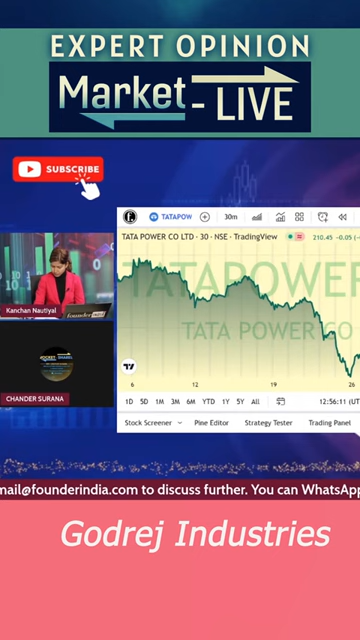 EXPERT OPINION
Market
- LIVE
SUBSCRIBE
TATAPOW
30m
TATA POWER CO LTD · 30 · NSE · TradingView
210.45 -0.05 (-
TATAPOWER
TATA POWER CO
Kanchan Nautiyal
founder
CHANDER SURANA
6 12 19 26
1D 5D 1M 3M 6M YTD 1Y 5Y All 12:56:11 (UT
Stock Screener Pine Editor Strategy Tester Trading Panel
mail@founderindia.com to discuss further. You can WhatsApp
Godrej Industries